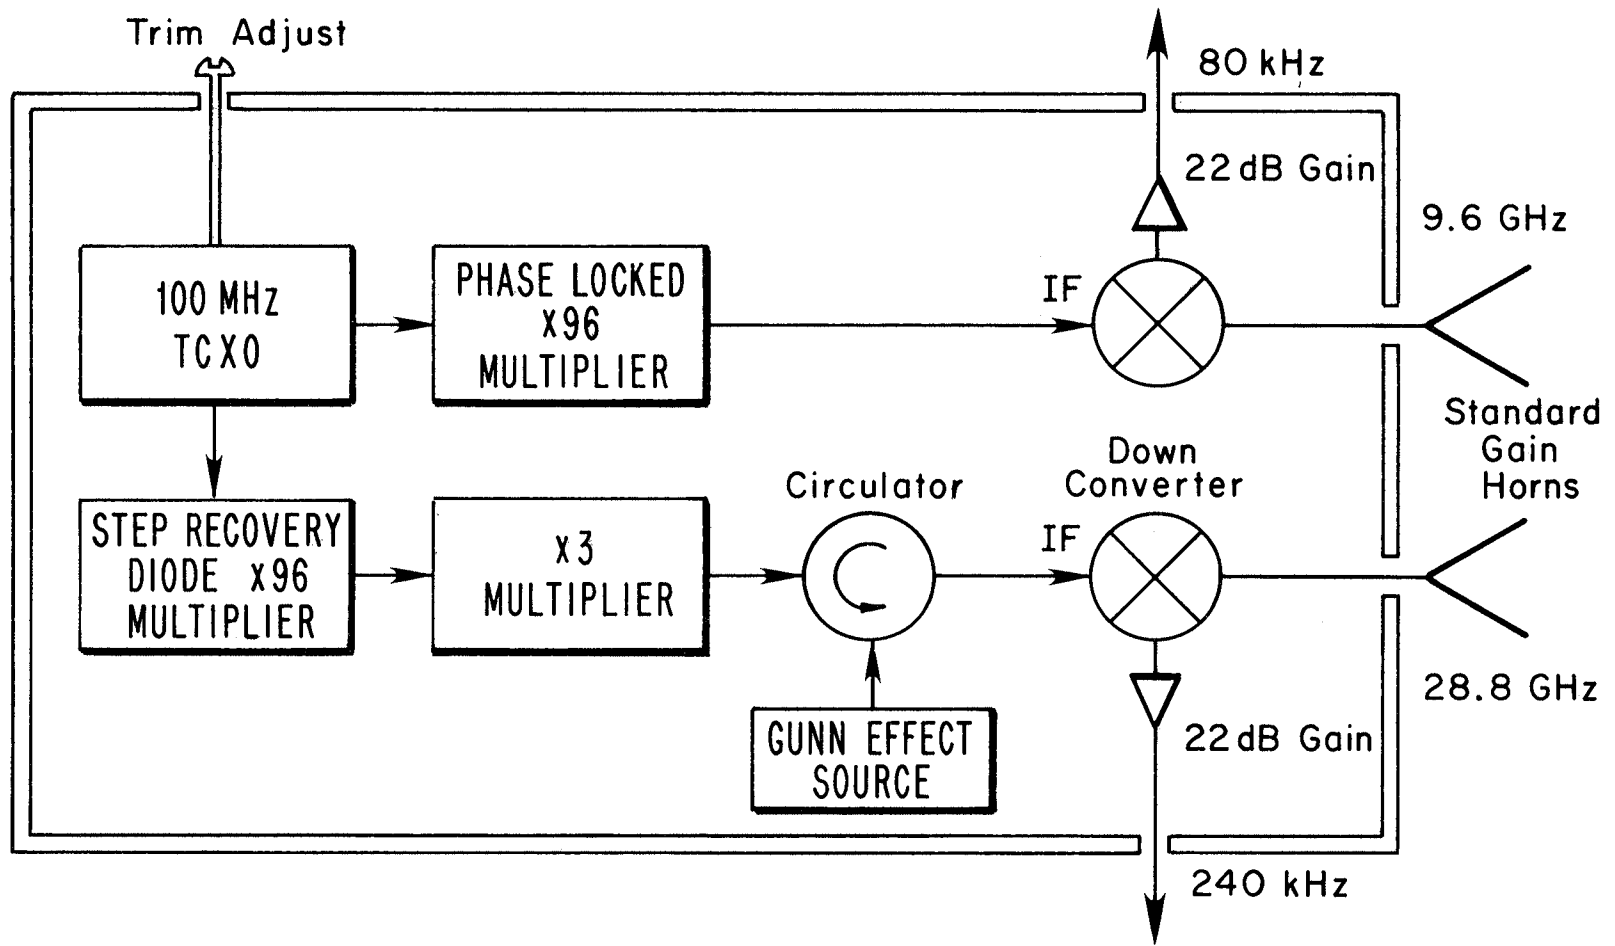 Trim Adjust
80 kHz
22 dB Gain
9.6 GHz
100 MHz
TCXO
PHASE LOCKED
X96
MULTIPLIER
IF
Standard
Gain
Horns
STEP RECOVERY
DIODE X96
MULTIPLIER
X3
MULTIPLIER
Circulator
Down
Converter
IF
28.8 GHz
GUNN EFFECT
SOURCE
22 dB Gain
240 kHz